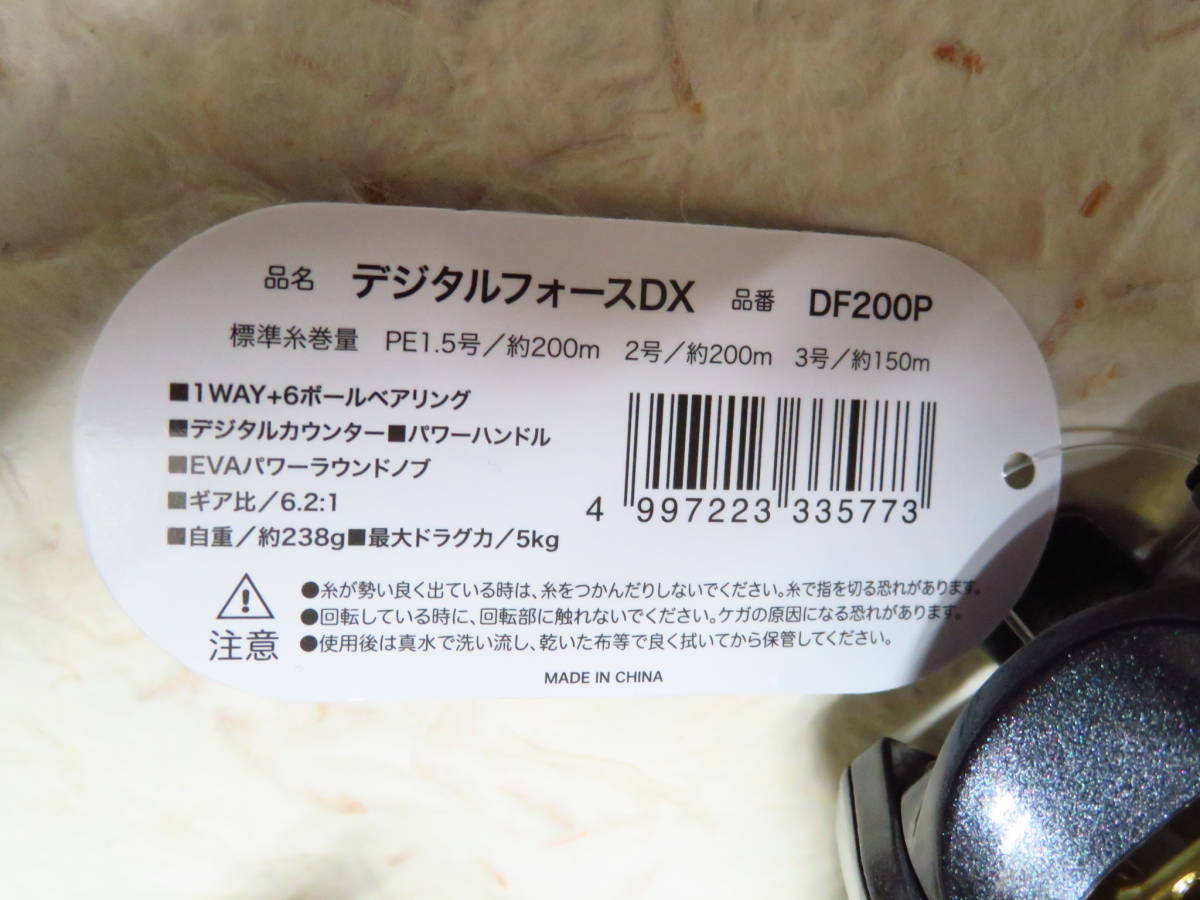 品名 デジタルフォースDX 品番 DF200P
標準糸巻量 PE1.5号／約200m 2号／約200m 3号／約150m
■1WAY+6ボールベアリング
■デジタルカウンター■パワーハンドル
■EVAパワーラウンドノブ
■ギア比／6.2:1
■自重／約238g■最大ドラグ力／5kg
4 997223 335773
注意
●糸が勢い良く出ている時は、糸をつかんだりしないでください。糸で指を切る恐れがあります。
●回転している時に、回転部に触れないでください。ケガの原因になる恐れがあります。
●使用後は真水で洗い流し、乾いた布等で良く拭いてから保管してください。
MADE IN CHINA